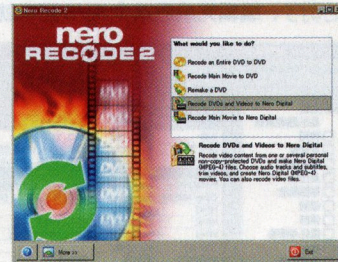 Nero Recode 2
nero
RECODE 2
What would you like to do?
Recode an Entire DVD to DVD
Recode Main Movie to DVD
Remake a DVD
Recode DVDs and Videos to Nero Digital
Recode Main Movie to Nero Digital
Recode DVDs and Videos to Nero Digital
Recode video content from one or several personal
non-copy-protected DVDs and make Nero Digital
(MPEG-4) files. Choose audio tracks and subtitles,
trim videos, and create Nero Digital (MPEG-4)
movies. You can also recode video files.
More >>
Exit